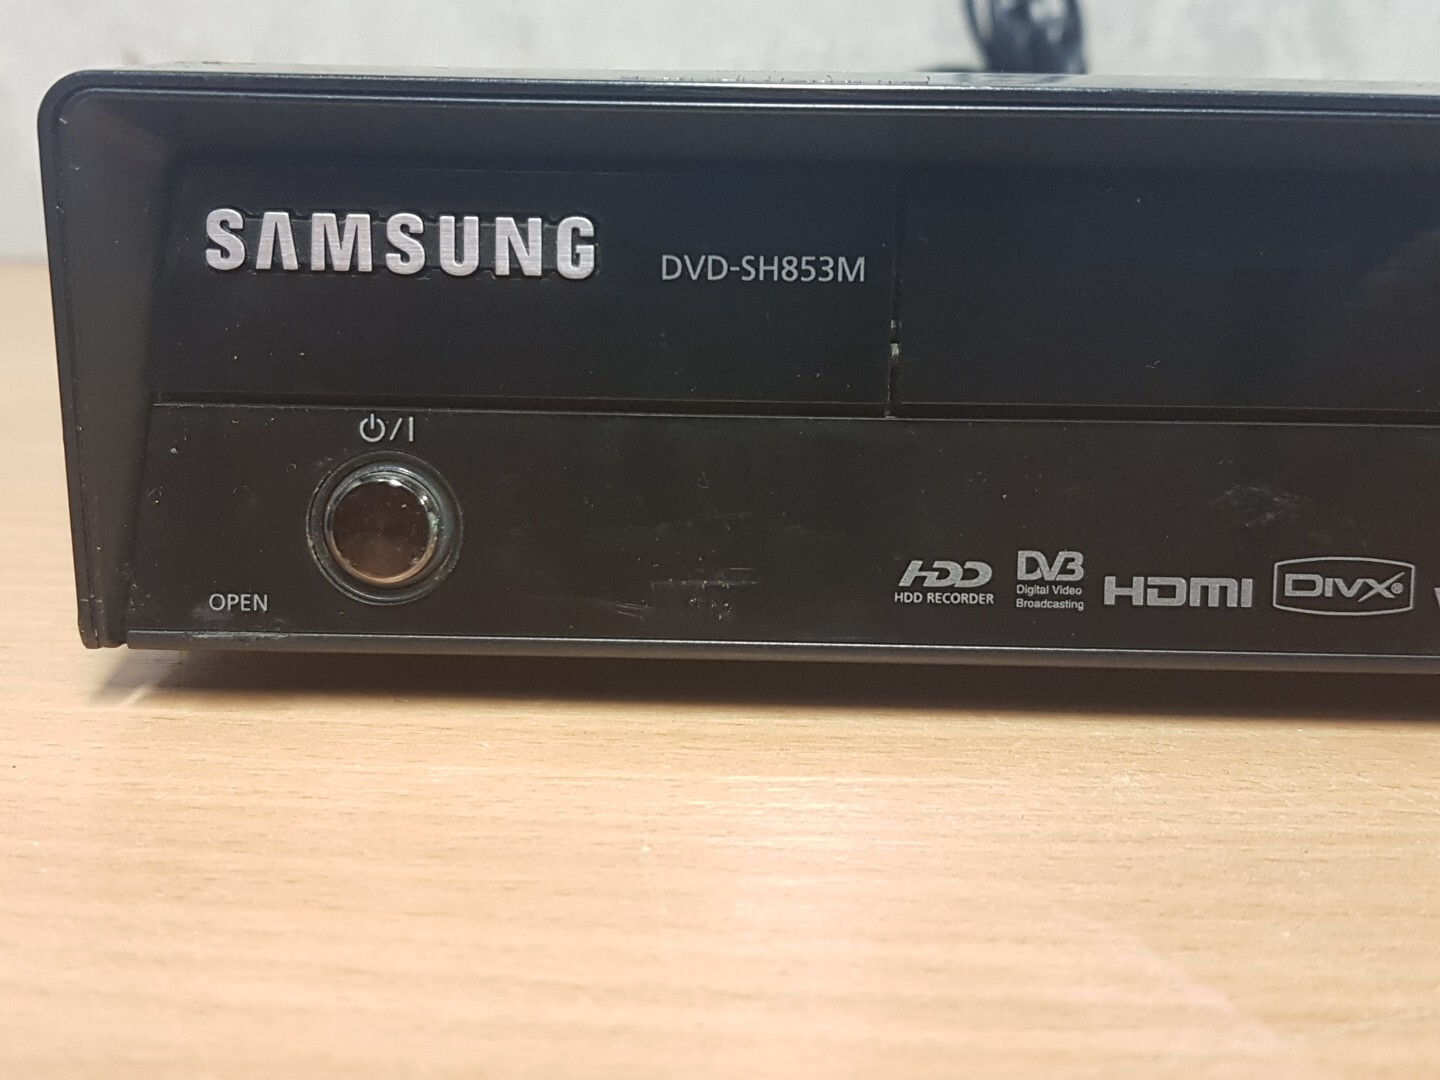 SAMSUNG
DVD-SH853M
⏻/I
OPEN
HDD
HDD RECORDER
DVB
Digital Video
Broadcasting
HDMI
DIVX®